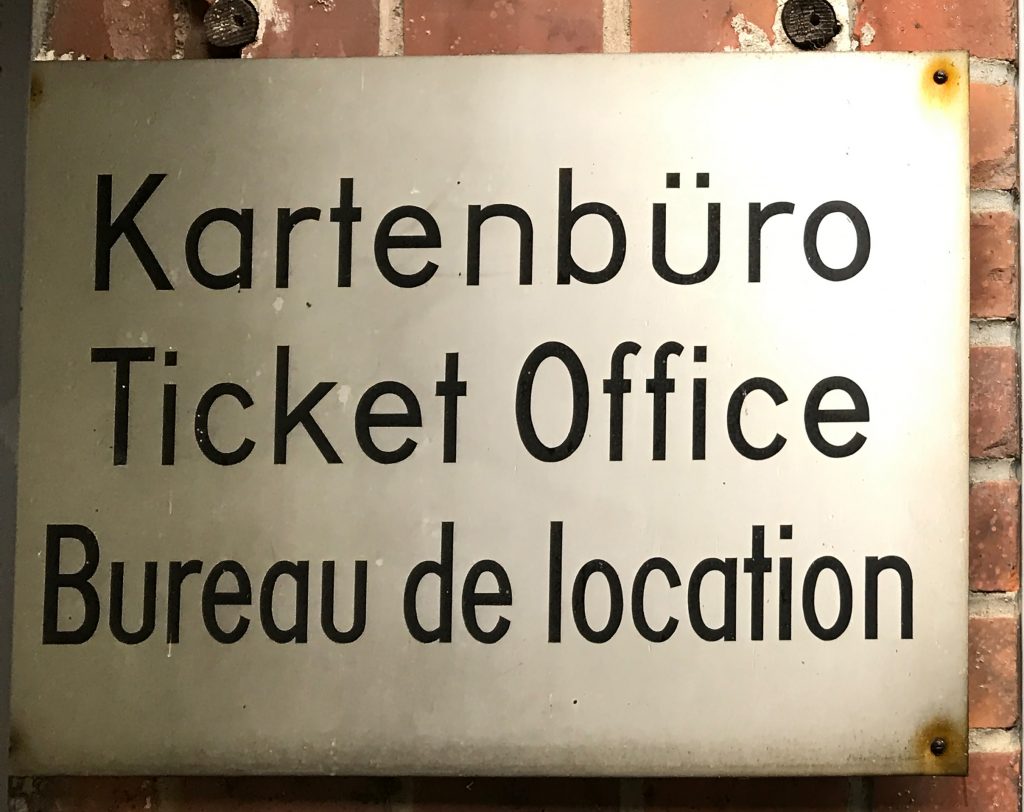 Kartenbüro
Ticket Office
Bureau de location